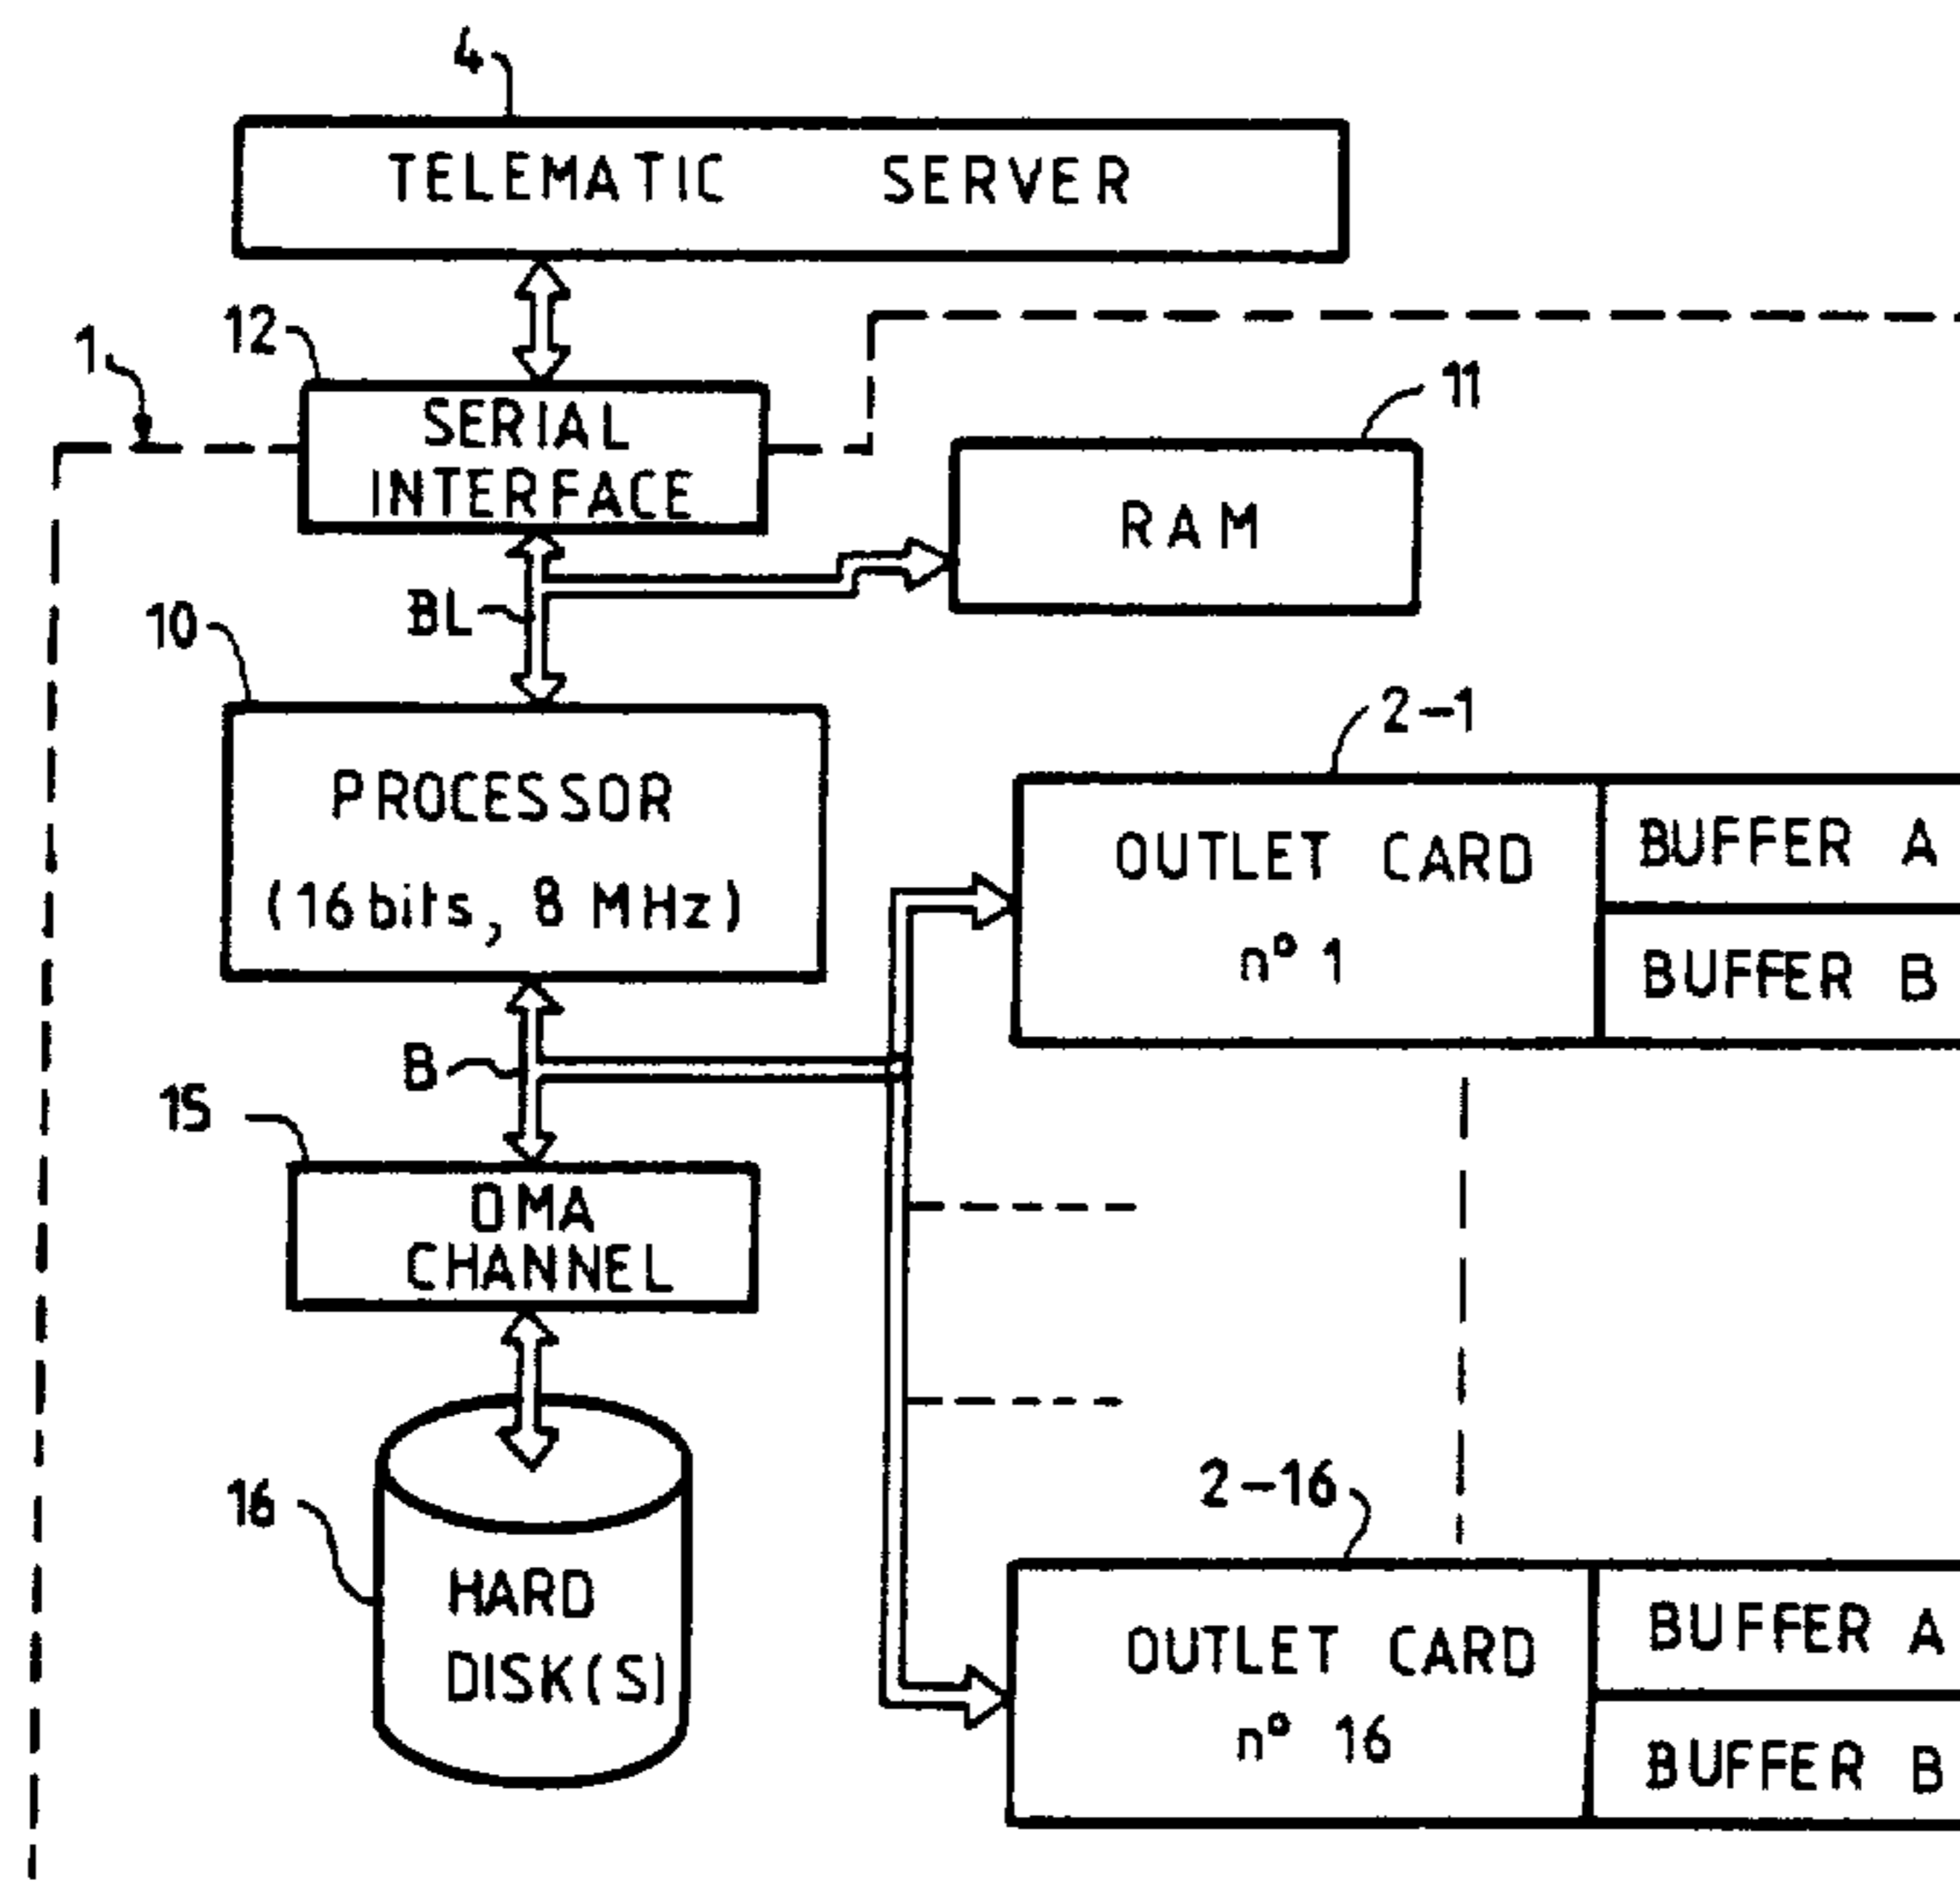 4
TELEMATIC SERVER
12
1
11
SERIAL
INTERFACE
RAM
BL
10
2-1
PROCESSOR
(16 bits, 8 MHz)
OUTLET CARD
n° 1
BUFFER A
BUFFER B
B
15
DMA
CHANNEL
16
HARD
DISK(S)
2-16
OUTLET CARD
n° 16
BUFFER A
BUFFER B